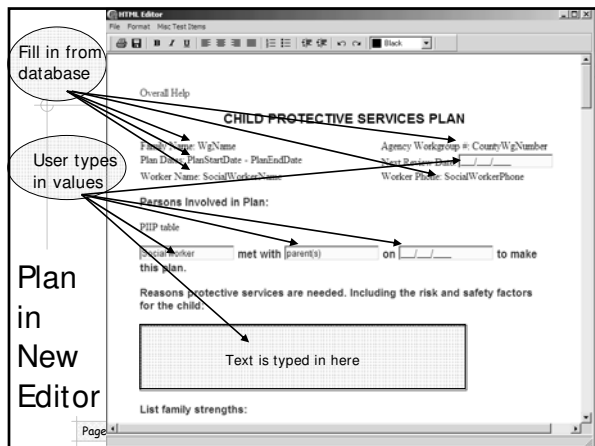 HTML Editor
File Format Misc Test Items
B I U Black
Fill in from
database
Overall Help
CHILD PROTECTIVE SERVICES PLAN
Family Name: WgName Agency Workgroup #: CountyWgNumber
Plan Dates: PlanStartDate - PlanEndDate Next Review Date __/__/___
Worker Name: SocialWorkerName Worker Phone: SocialWorkerPhone
User types
in values
Persons Involved in Plan:
PIIP table
Social worker met with parent(s) on __/__/___ to make
this plan.
Reasons protective services are needed. Including the risk and safety factors
for the child:
Text is typed in here
List family strengths:
Plan
in
New
Editor
Page